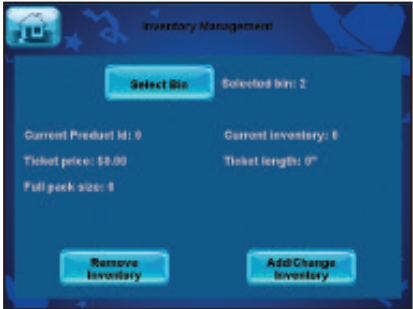 Inventory Management
Select Bin
Selected bin: 2
Current Product Id: 0
Current inventory: 0
Ticket price: $0.00
Ticket length: 0"
Full pack size: 0
Remove
Inventory
Add/Change
Inventory